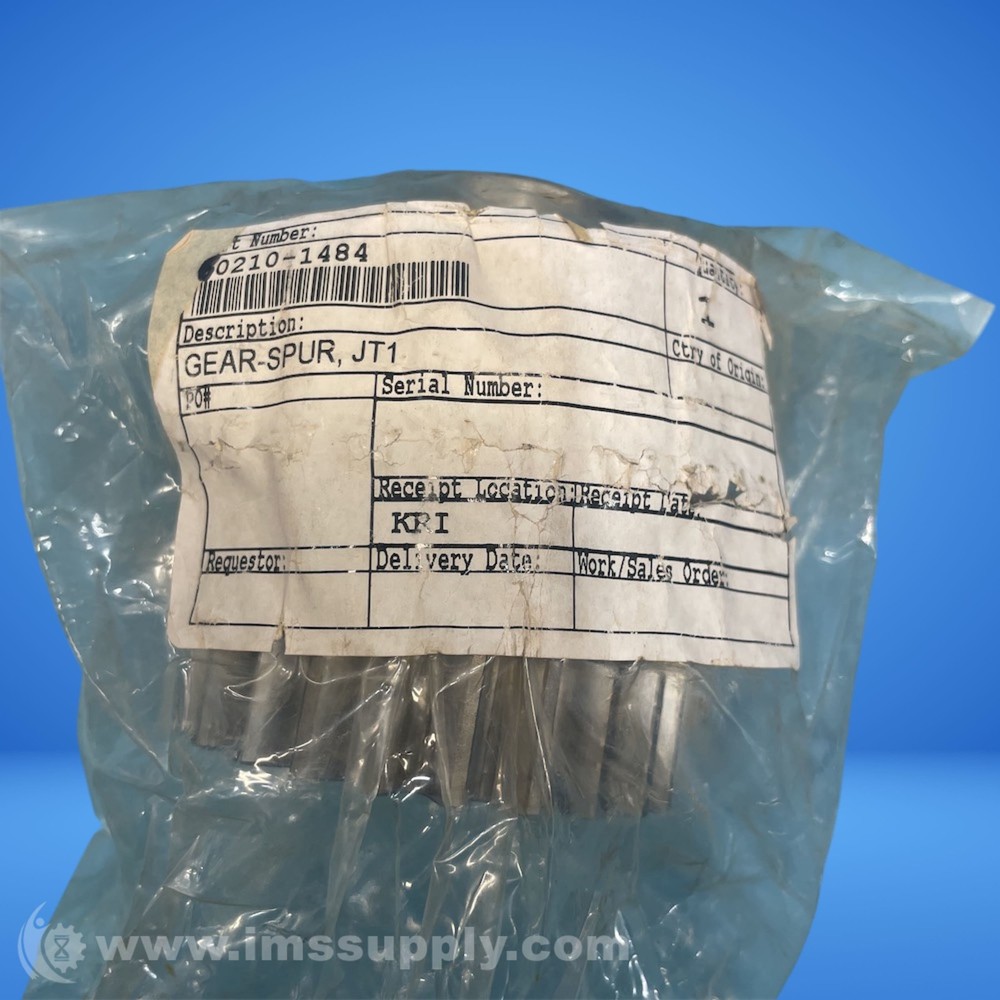 t Number:
0210-1484
1
Description:
GEAR-SPUR, JT1
Ctry of Origin:
PO#
Serial Number:
Receipt Location: Receipt Date:
KRI
Requestor: Delivery Date: Work/Sales Order:
www.imssupply.com